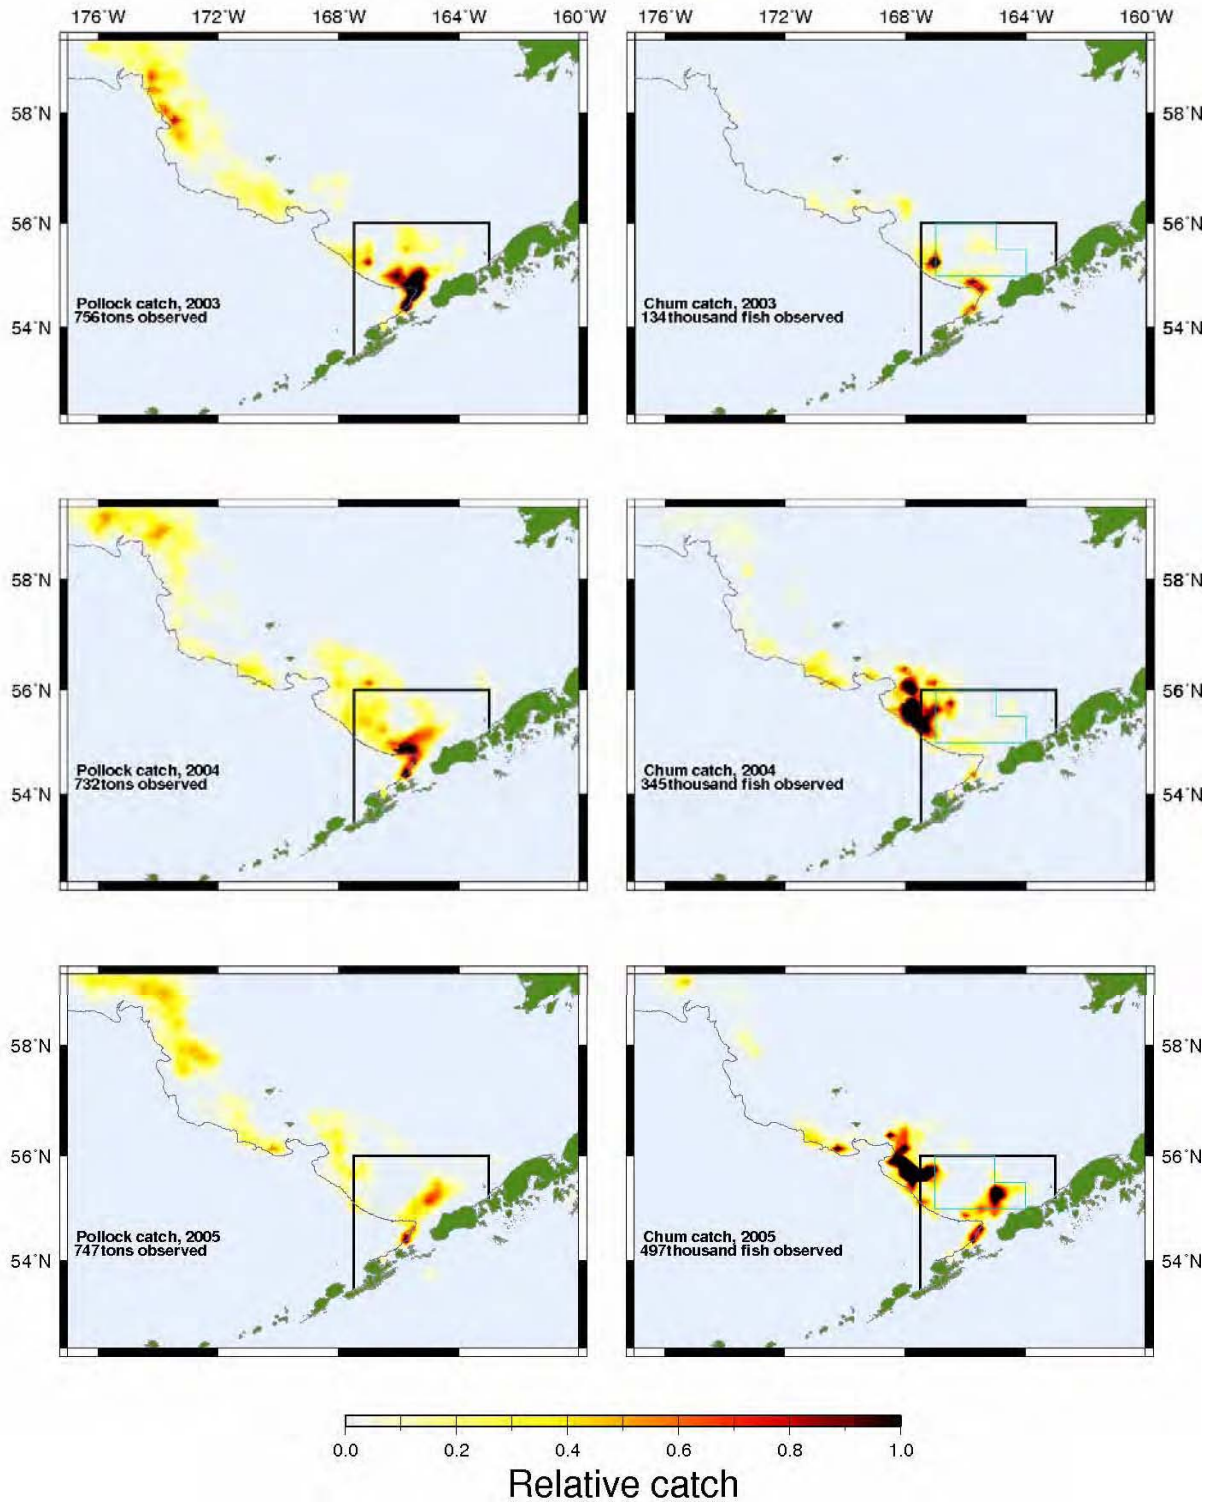 176°W 172°W 168°W 164°W 160°W 176°W 172°W 168°W 164°W 160°W
58°N 58°N
56°N 56°N
Pollock catch, 2003 Chum catch, 2003
756tons observed 134thousand fish observed
54°N 54°N
58°N 58°N
56°N 56°N
Pollock catch, 2004 Chum catch, 2004
732tons observed 345thousand fish observed
54°N 54°N
58°N 58°N
56°N 56°N
Pollock catch, 2005 Chum catch, 2005
747tons observed 497thousand fish observed
54°N 54°N
0.0 0.2 0.4 0.6 0.8 1.0
Relative catch